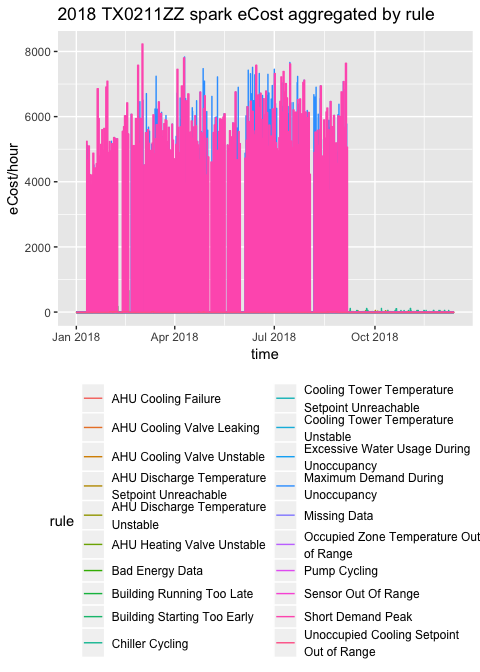 2018 TX0211ZZ spark eCost aggregated by rule
8000
6000
4000
2000
0
eCost/hour
Jan 2018 Apr 2018 Jul 2018 Oct 2018
time
rule
AHU Cooling Failure
AHU Cooling Valve Leaking
AHU Cooling Valve Unstable
AHU Discharge Temperature
Setpoint Unreachable
AHU Discharge Temperature
Unstable
AHU Heating Valve Unstable
Bad Energy Data
Building Running Too Late
Building Starting Too Early
Chiller Cycling
Cooling Tower Temperature
Setpoint Unreachable
Cooling Tower Temperature
Unstable
Excessive Water Usage During
Unoccupancy
Maximum Demand During
Unoccupancy
Missing Data
Occupied Zone Temperature Out
of Range
Pump Cycling
Sensor Out Of Range
Short Demand Peak
Unoccupied Cooling Setpoint
Out of Range